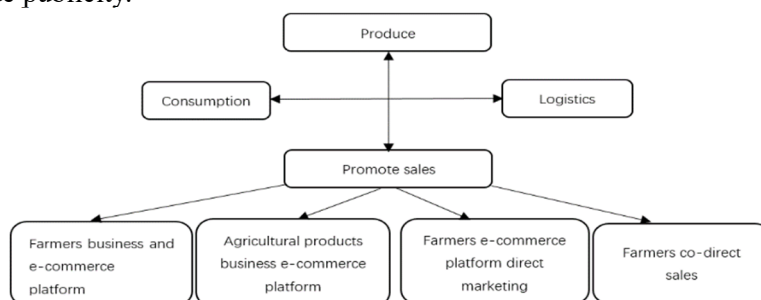 publicity.
Produce
Consumption
Logistics
Promote sales
Farmers business and
e-commerce
platform
Agricultural products
business e-commerce
platform
Farmers e-commerce
platform direct
marketing
Farmers co-direct
sales